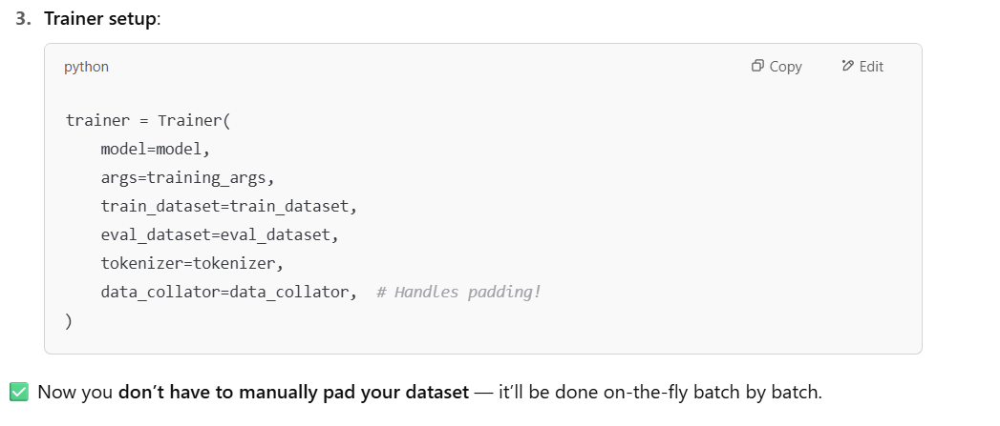 3. Trainer setup:
python Copy Edit
trainer = Trainer(
    model=model,
    args=training_args,
    train_dataset=train_dataset,
    eval_dataset=eval_dataset,
    tokenizer=tokenizer,
    data_collator=data_collator,  # Handles padding!
)
✅ Now you don’t have to manually pad your dataset — it’ll be done on-the-fly batch by batch.